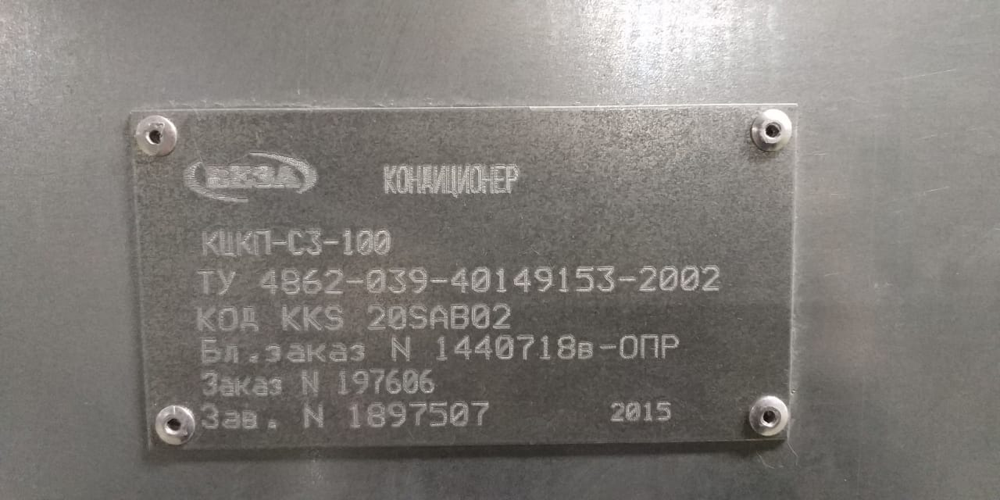 ВЕЗА КОНДИЦИОНЕР
КЦКП-С3-100
ТУ 4862-039-40149153-2002
КОД KKS 20SAB02
Бл.заказ N 1440718в-ОПР
Заказ N 197606
Зав. N 1897507 2015